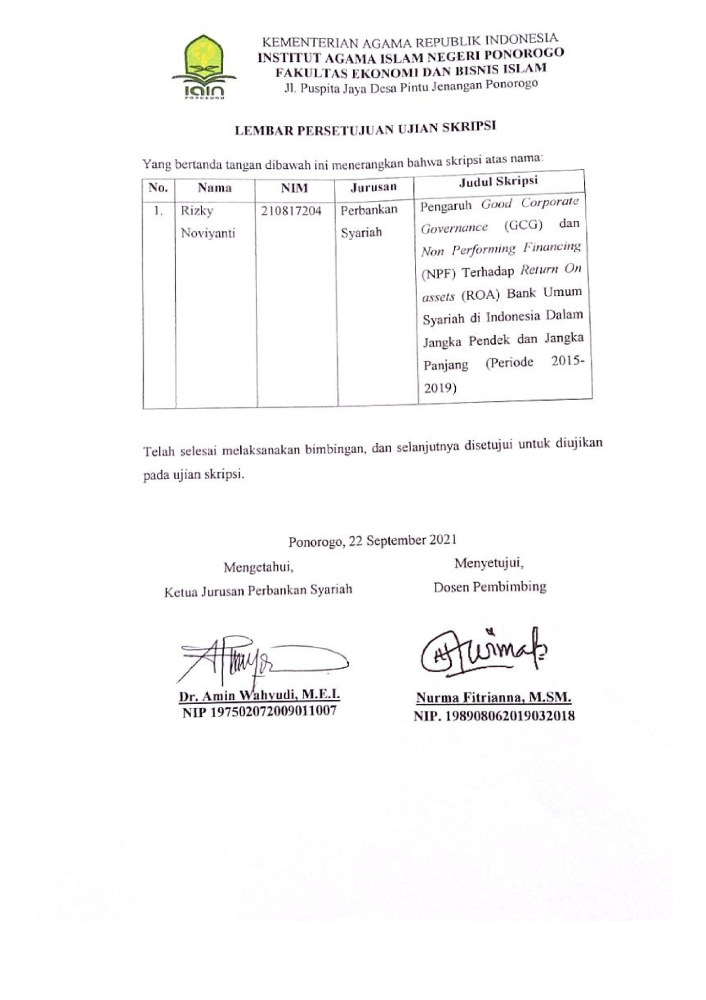 KEMENTERIAN AGAMA REPUBLIK INDONESIA
INSTITUT AGAMA ISLAM NEGERI PONOROGO
FAKULTAS EKONOMI DAN BISNIS ISLAM
Jl. Puspita Jaya Desa Pintu Jenangan Ponorogo
iain
PONOROGO
LEMBAR PERSETUJUAN UJIAN SKRIPSI
Yang bertanda tangan dibawah ini menerangkan bahwa skripsi atas nama:
No. Nama NIM Jurusan Judul Skripsi
1. Rizky 210817204 Perbankan Pengaruh Good Corporate
Noviyanti Syariah Governance (GCG) dan
Non Performing Financing
(NPF) Terhadap Return On
assets (ROA) Bank Umum
Syariah di Indonesia Dalam
Jangka Pendek dan Jangka
Panjang (Periode 2015-
2019)
Telah selesai melaksanakan bimbingan, dan selanjutnya disetujui untuk diujikan
pada ujian skripsi.
Ponorogo, 22 September 2021
Mengetahui, Menyetujui,
Ketua Jurusan Perbankan Syariah Dosen Pembimbing
Dr. Amin Wahyudi, M.E.I. Nurma Fitrianna, M.SM.
NIP 197502072009011007 NIP. 198908062019032018